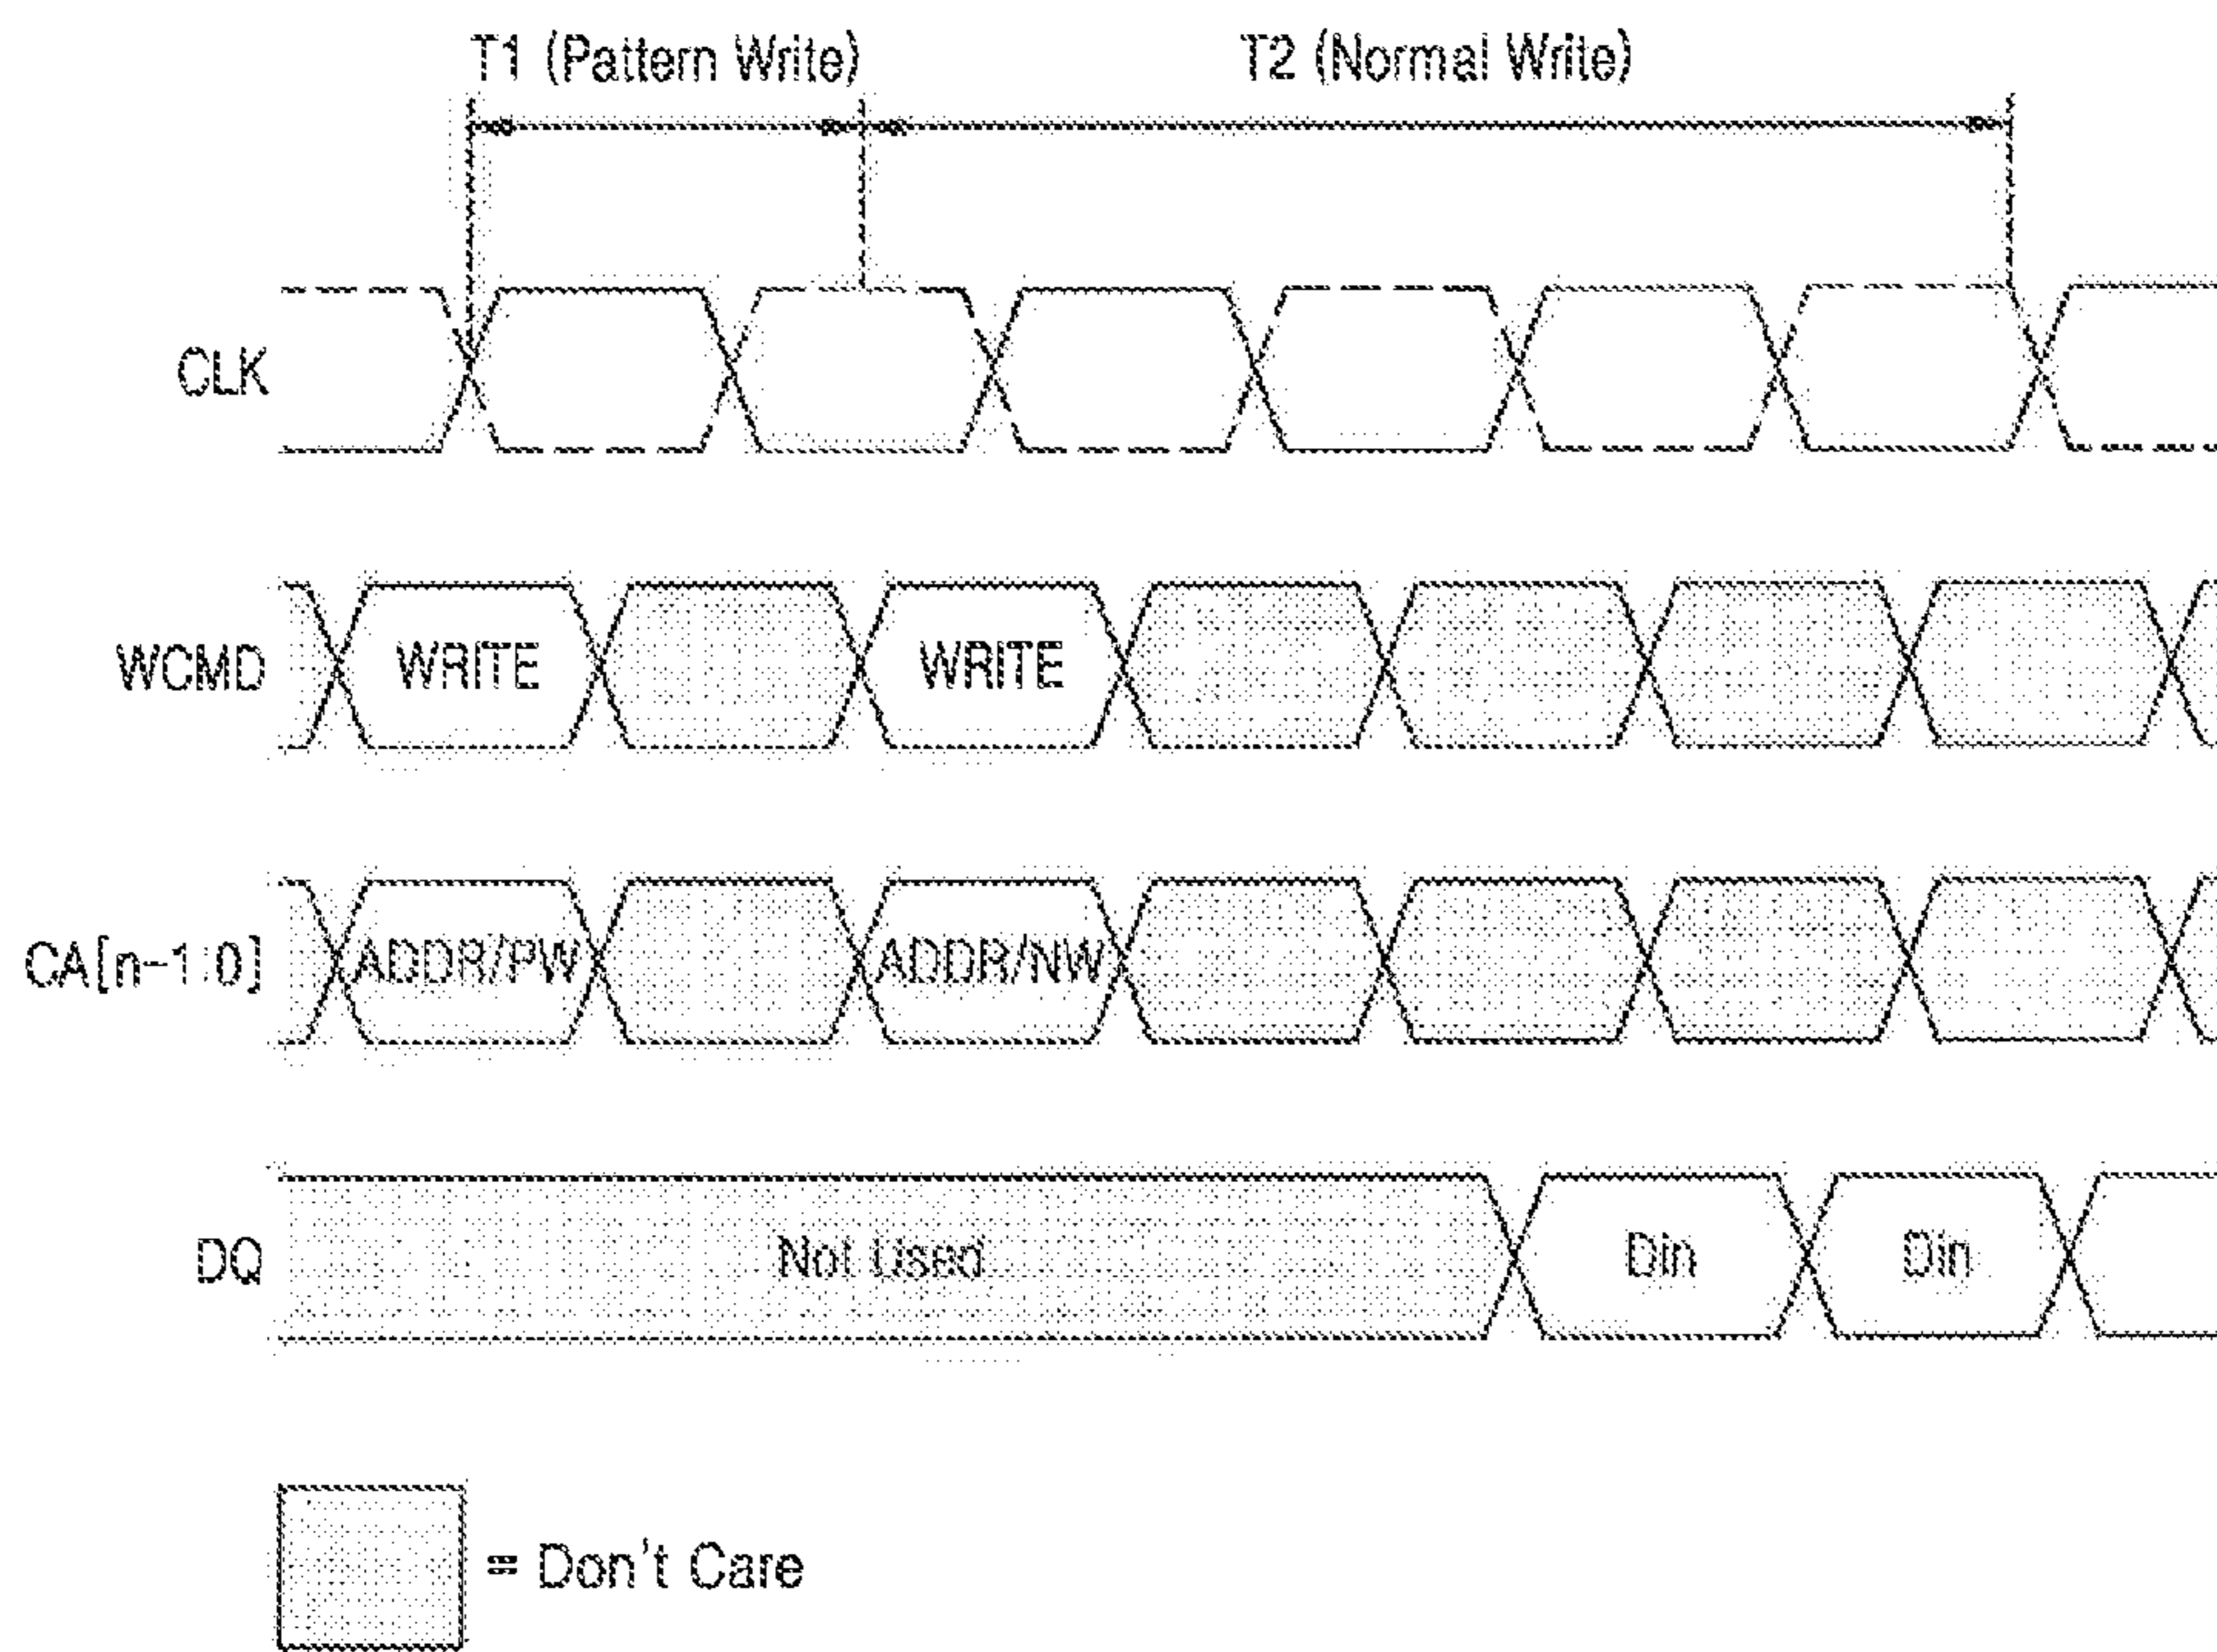 T1 (Pattern Write) T2 (Normal Write)
CLK
WCMD WRITE WRITE
CA[n-1:0] ADDR/PW ADDR/NW
DQ Not Used Din Din
= Don't Care